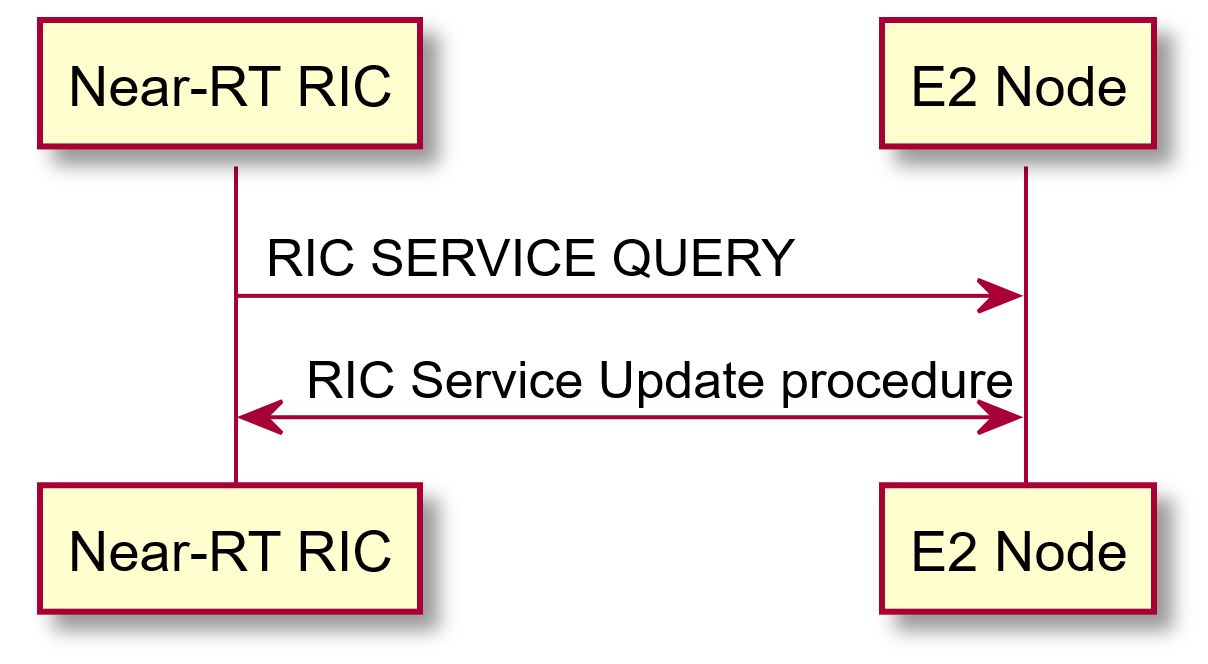 Near-RT RIC
E2 Node
RIC SERVICE QUERY
RIC Service Update procedure
Near-RT RIC
E2 Node